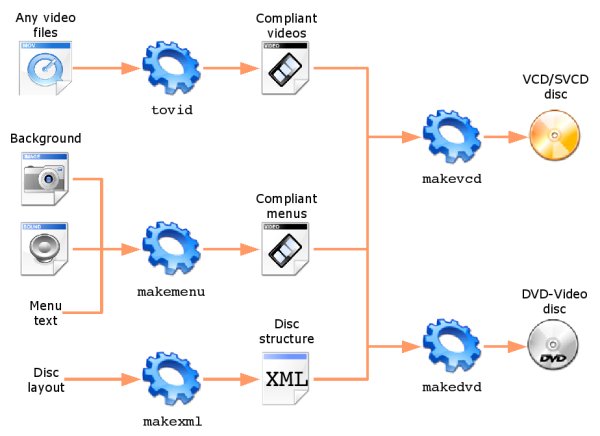 Any video
files
MOV
tovid
Compliant
videos
VIDEO
VCD/SVCD
disc
makevcd
Background
IMAGE
SOUND
Menu
text
makemenu
Compliant
menus
VIDEO
DVD-Video
disc
DVD
makedvd
Disc
layout
makexml
Disc
structure
XML